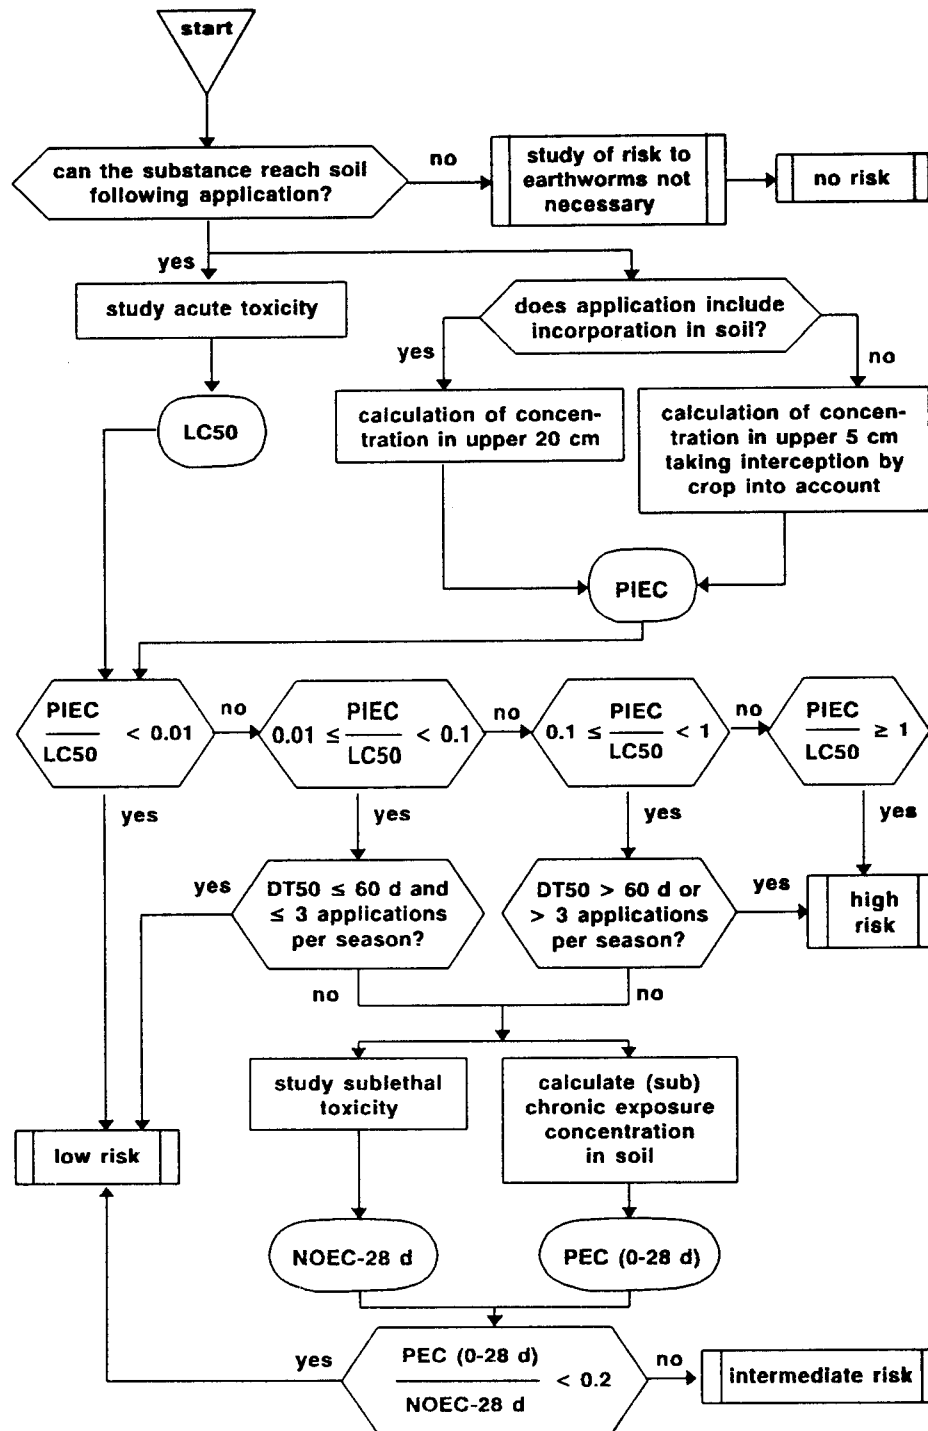 start
can the substance reach soil
following application?
no
study of risk to
earthworms not
necessary
no risk
yes
study acute toxicity
does application include
incorporation in soil?
yes
no
LC50
calculation of concen-
tration in upper 20 cm
calculation of concen-
tration in upper 5 cm
taking interception by
crop into account
PIEC
PIEC
LC50
< 0.01
no
0.01 ≤
PIEC
LC50
< 0.1
no
0.1 ≤
PIEC
LC50
< 1
no
PIEC
LC50
≥ 1
yes
yes
yes
yes
yes
DT50 ≤ 60 d and
≤ 3 applications
per season?
DT50 > 60 d or
> 3 applications
per season?
yes
high
risk
no
no
study sublethal
toxicity
calculate (sub)
chronic exposure
concentration
in soil
low risk
NOEC-28 d
PEC (0-28 d)
yes
PEC (0-28 d)
NOEC-28 d
< 0.2
no
intermediate risk